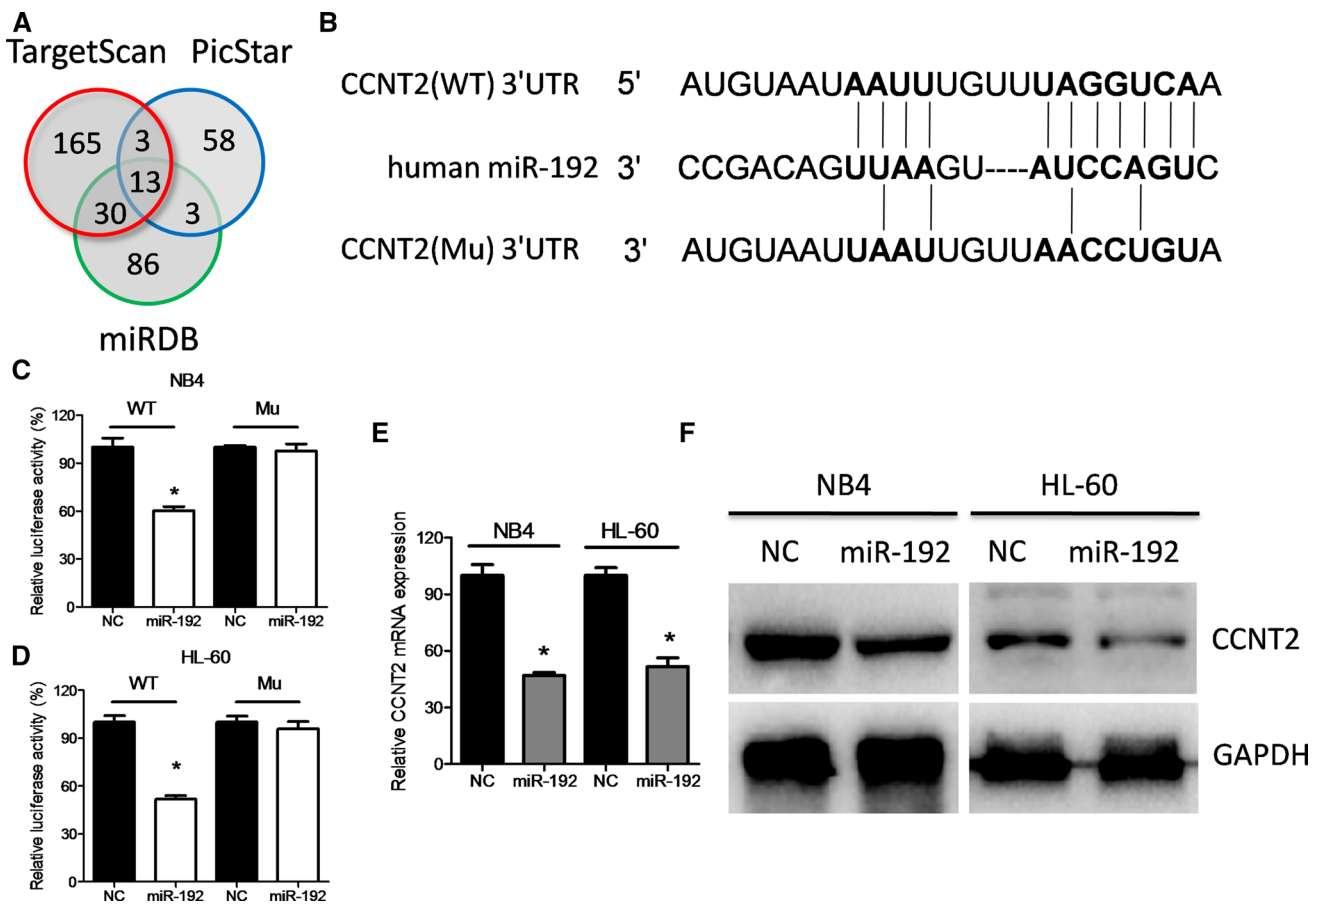 A
TargetScan PicStar
165 3 58
13
30 3
86
miRDB
B
CCNT2(WT) 3'UTR 5' AUGUAAUAAUUUGUUUAGGUCAA
human miR-192 3' CCGACAGUUAAGU----AUCCAGUC
CCNT2(Mu) 3'UTR 3' AUGUAAUUAAUUGUUAACCUGUA
C
NB4
WT Mu
Relative luciferase activity (%)
120
90
60
30
0
*
NC miR-192 NC miR-192
D
HL-60
WT Mu
Relative luciferase activity (%)
120
90
60
30
0
*
NC miR-192 NC miR-192
E
NB4 HL-60
Relative CCNT2 mRNA expression
120
90
60
30
0
* *
NC miR-192 NC miR-192
F
NB4 HL-60
NC miR-192 NC miR-192
CCNT2
GAPDH